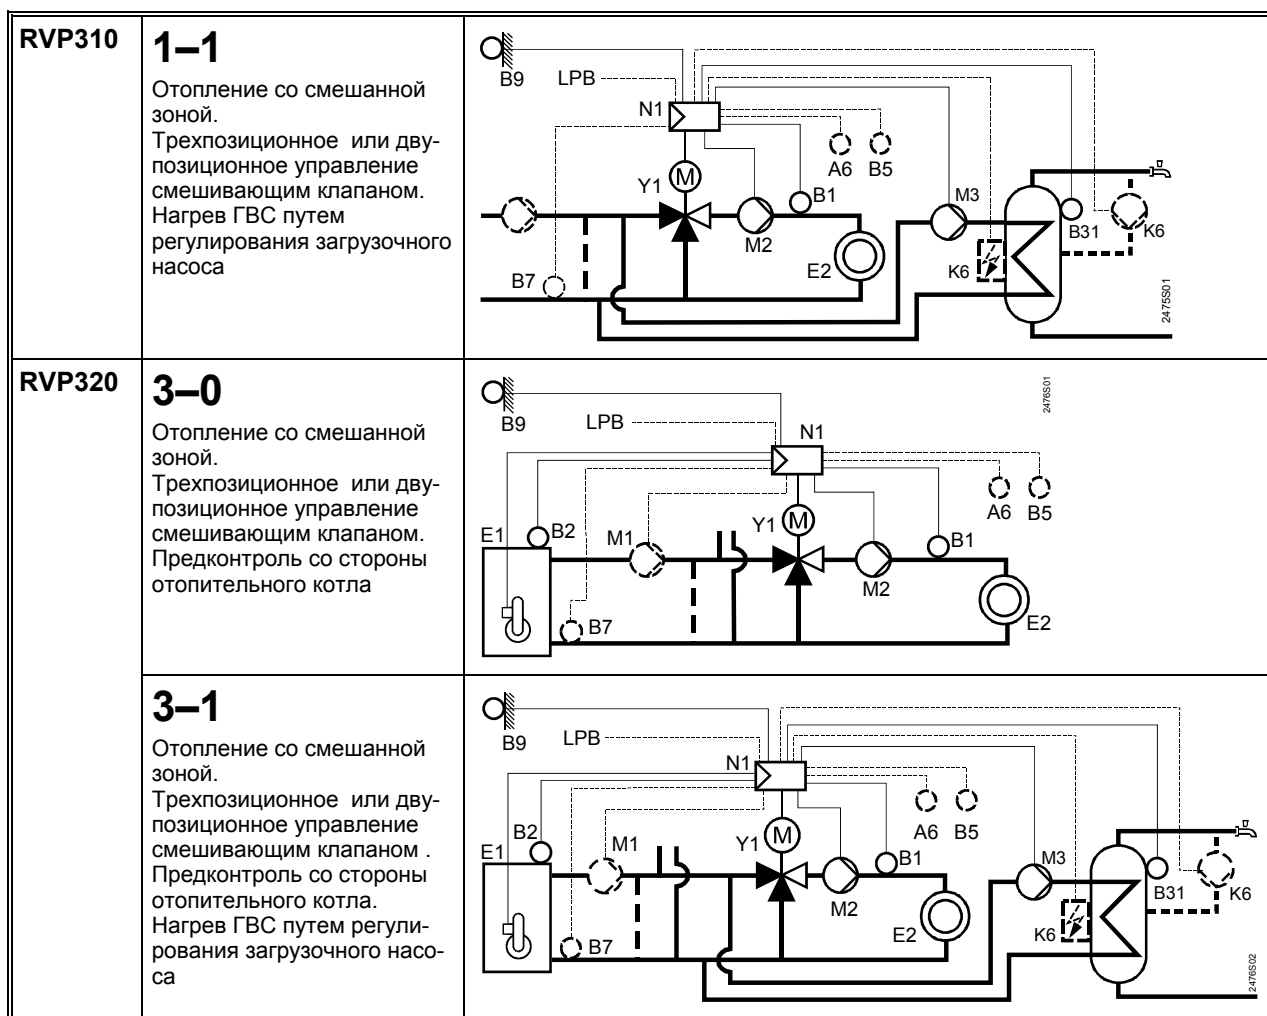 RVP310
1–1
Отопление со смешанной
зоной.
Трехпозиционное или дву-
позиционное управление
смешивающим клапаном.
Нагрев ГВС путем
регулирования загрузочного
насоса
B9
LPB
N1
A6
B5
Y1
M
B1
M3
M2
B31
K6
E2
K6
B7
2475S01
RVP320
3–0
Отопление со смешанной
зоной.
Трехпозиционное или дву-
позиционное управление
смешивающим клапаном.
Предконтроль со стороны
отопительного котла
2476S01
B9
LPB
N1
A6
B5
E1
B2
M1
Y1
M
B1
M2
B7
E2
3–1
Отопление со смешанной
зоной.
Трехпозиционное или дву-
позиционное управление
смешивающим клапаном .
Предконтроль со стороны
отопительного котла.
Нагрев ГВС путем регули-
рования загрузочного насо-
са
B9
LPB
N1
A6
B5
E1
B2
M1
Y1
M
B1
M3
M2
B31
K6
E2
K6
B7
2476S02